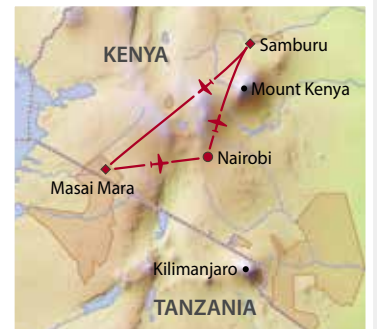 Samburu
KENYA
Mount Kenya
Nairobi
Masai Mara
Kilimanjaro
TANZANIA